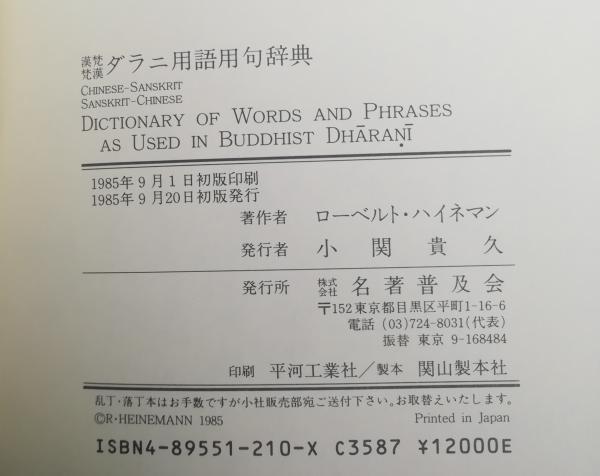 漢梵
梵漢 ダラニ用語用句辞典
CHINESE-SANSKRIT
SANSKRIT-CHINESE
DICTIONARY OF WORDS AND PHRASES
AS USED IN BUDDHIST DHĀRAṆĪ
1985年9月1日初版印刷
1985年9月20日初版発行
著作者 ローベルト・ハイネマン
発行者 小関貴久
発行所 株式会社 名著普及会
〒152東京都目黒区平町1-16-6
電話 (03)724-8031(代表)
振替 東京 9-168484
印刷 平河工業社/製本 関山製本社
乱丁・落丁本はお手数ですが小社販売部宛ご送付下さい。お取替えいたします。
©R・HEINEMANN 1985 Printed in Japan
ISBN4-89551-210-X C3587 ¥12000E